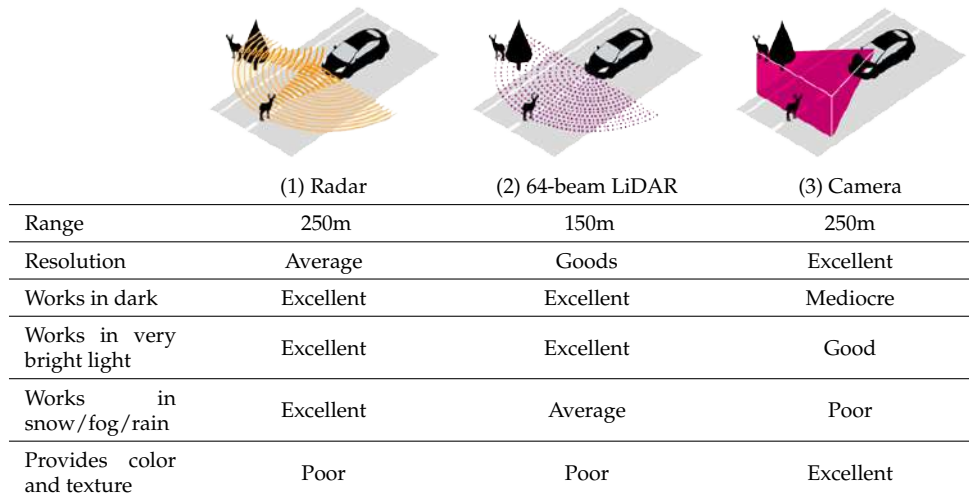 (1) Radar (2) 64-beam LiDAR (3) Camera
Range 250m 150m 250m
Resolution Average Goods Excellent
Works in dark Excellent Excellent Mediocre
Works in very
bright light Excellent Excellent Good
Works in
snow/fog/rain Excellent Average Poor
Provides color
and texture Poor Poor Excellent